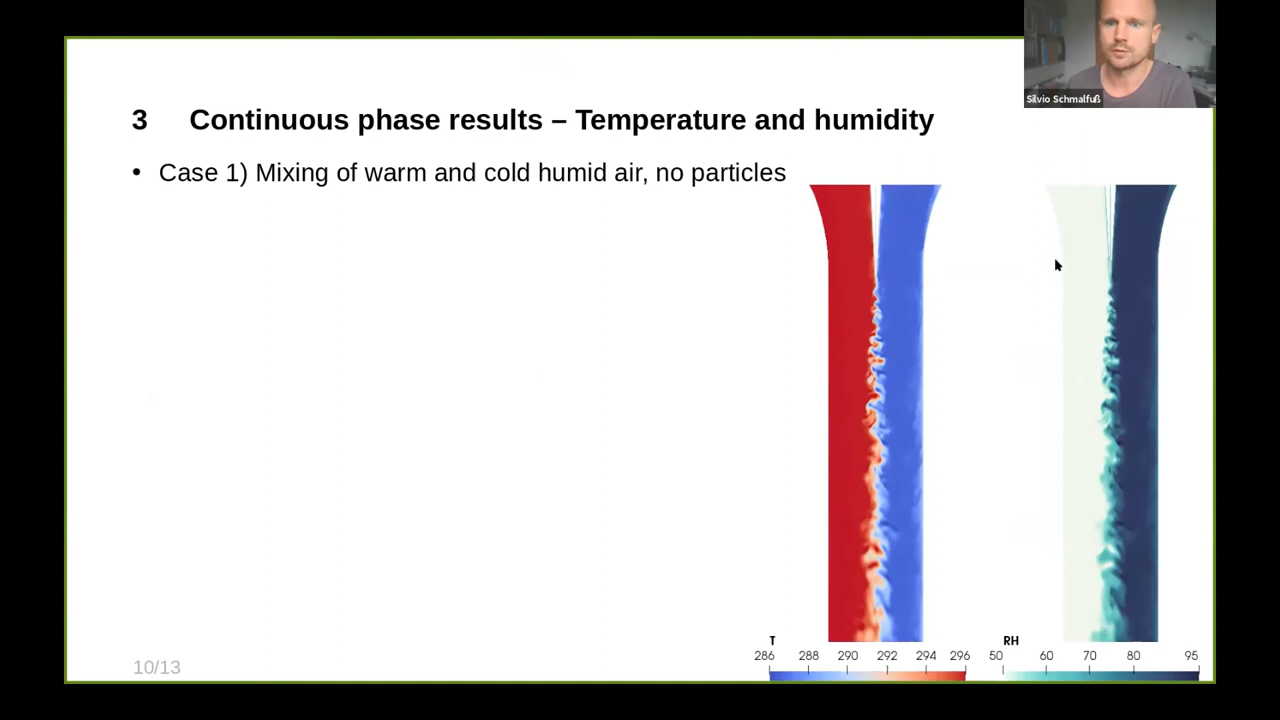 Silvio Schmalfuß
3 Continuous phase results – Temperature and humidity
• Case 1) Mixing of warm and cold humid air, no particles
T
286 288 290 292 294 296
RH
50 60 70 80 95
10/13